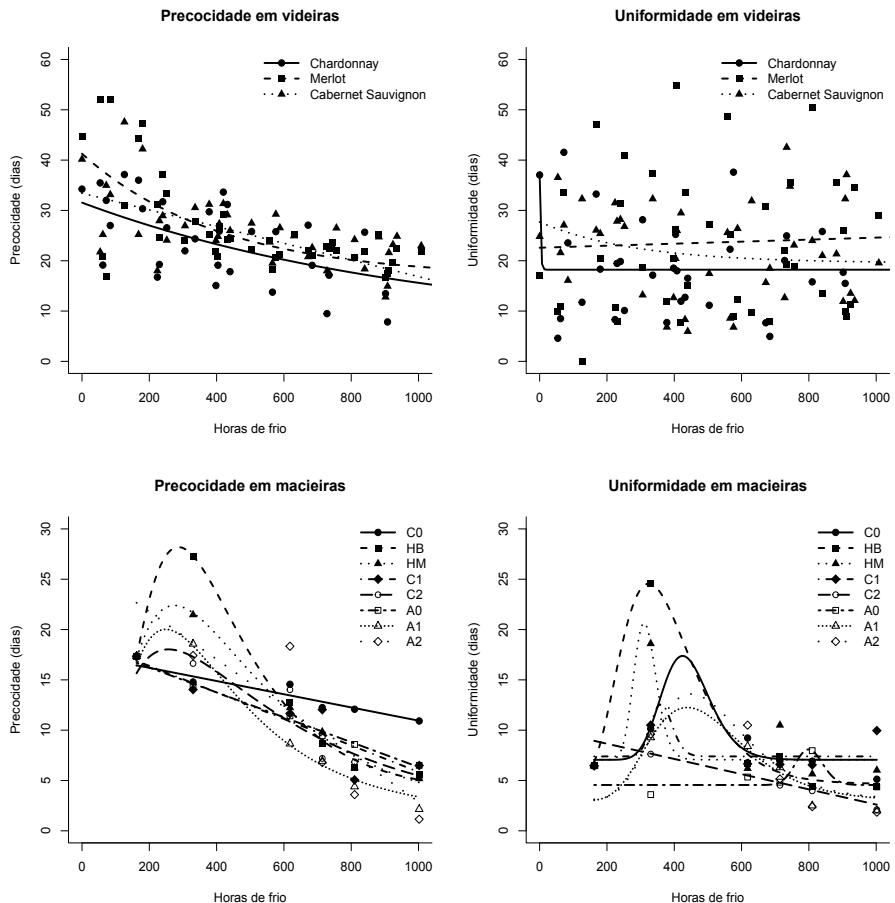 Precocidade em videiras
Chardonnay
Merlot
Cabernet Sauvignon
60
50
40
30
20
10
0
Precocidade (dias)
0 200 400 600 800 1000
Horas de frio
Uniformidade em videiras
Chardonnay
Merlot
Cabernet Sauvignon
60
50
40
30
20
10
0
Uniformidade (dias)
0 200 400 600 800 1000
Horas de frio
Precocidade em macieiras
C0
HB
HM
C1
C2
A0
A1
A2
30
25
20
15
10
5
0
Precocidade (dias)
0 200 400 600 800 1000
Horas de frio
Uniformidade em macieiras
C0
HB
HM
C1
C2
A0
A1
A2
30
25
20
15
10
5
0
Uniformidade (dias)
0 200 400 600 800 1000
Horas de frio